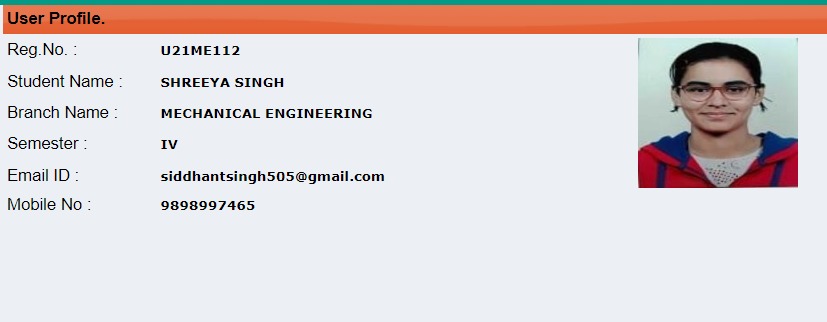 User Profile.
Reg.No. : U21ME112
Student Name : SHREEYA SINGH
Branch Name : MECHANICAL ENGINEERING
Semester : IV
Email ID : siddhantsingh505@gmail.com
Mobile No : 9898997465